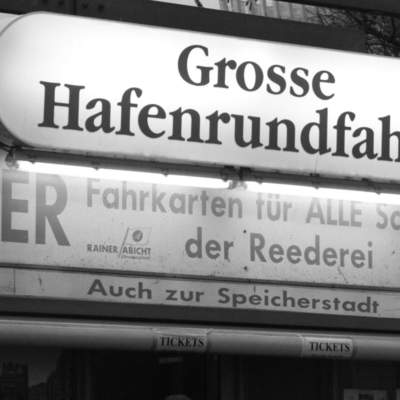 Grosse
Hafenrundfah
ER Fahrkarten für ALLE Sc
RAINER ABICHT
der Reederei
Auch zur Speicherstadt
TICKETS TICKETS